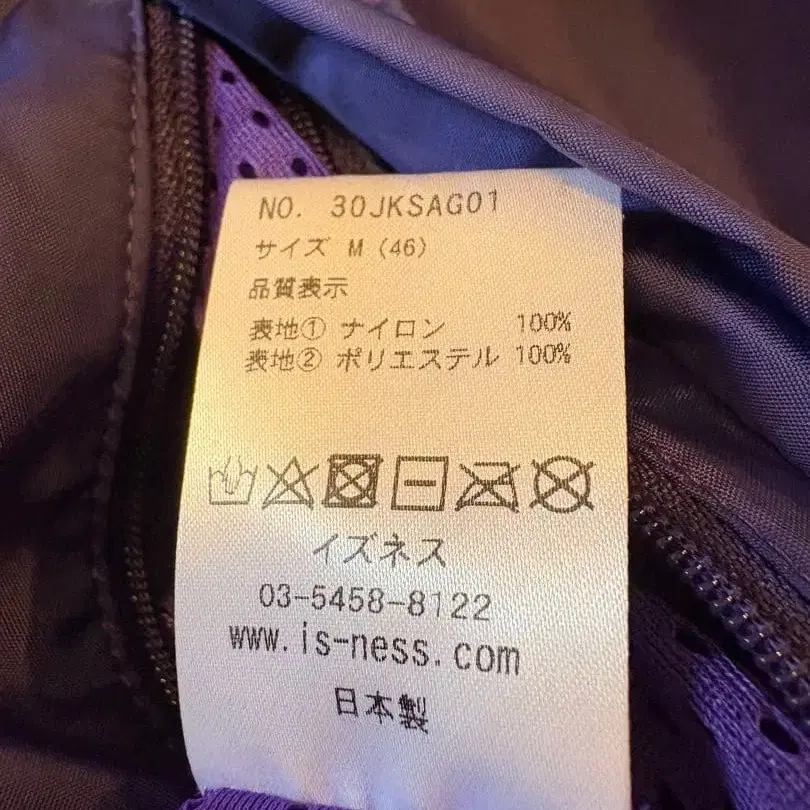 NO. 30JKSAG01
サイズ M (46)
品質表示
表地① ナイロン 100%
表地② ポリエステル 100%
イズネス
03-5458-8122
www.is-ness.com
日本製